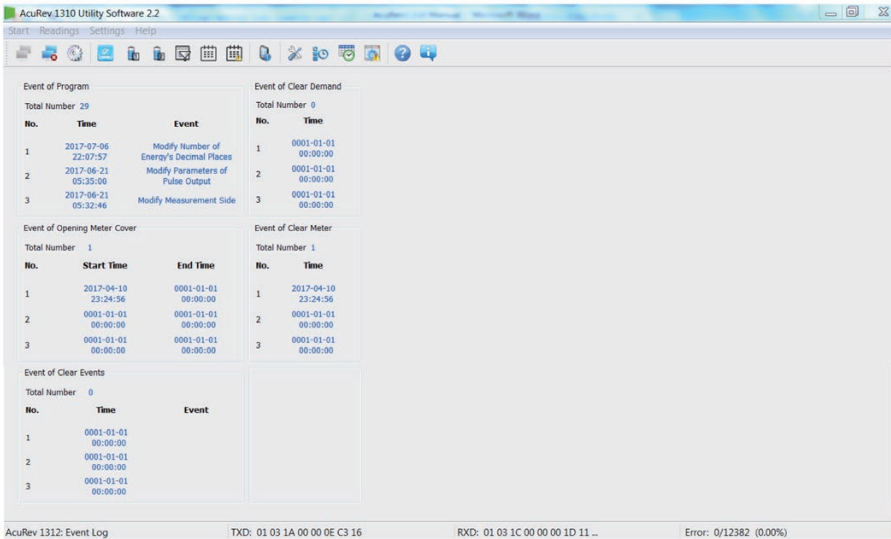 AcuRev 1310 Utility Software 2.2
Start Readings Settings Help
Event of Program
Total Number 29
No. Time Event
1 2017-07-06 22:07:57 Modify Number of Energy's Decimal Places
2 2017-06-21 05:35:00 Modify Parameters of Pulse Output
3 2017-06-21 05:32:46 Modify Measurement Side
Event of Clear Demand
Total Number 0
No. Time
1 0001-01-01 00:00:00
2 0001-01-01 00:00:00
3 0001-01-01 00:00:00
Event of Opening Meter Cover
Total Number 1
No. Start Time End Time
1 2017-04-10 23:24:56 0001-01-01 00:00:00
2 0001-01-01 00:00:00 0001-01-01 00:00:00
3 0001-01-01 00:00:00 0001-01-01 00:00:00
Event of Clear Meter
Total Number 1
No. Time
1 2017-04-10 23:24:56
2 0001-01-01 00:00:00
3 0001-01-01 00:00:00
Event of Clear Events
Total Number 0
No. Time Event
1 0001-01-01 00:00:00
2 0001-01-01 00:00:00
3 0001-01-01 00:00:00
AcuRev 1312: Event Log TXD: 01 03 1A 00 00 0E C3 16 RXD: 01 03 1C 00 00 00 1D 11 ... Error: 0/12382 (0.00%)